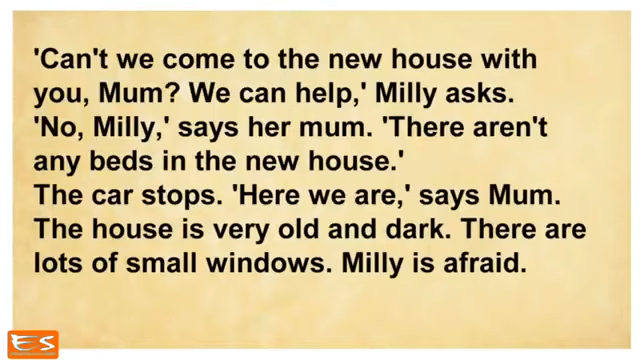 'Can't we come to the new house with
you, Mum? We can help,' Milly asks.
'No, Milly,' says her mum. 'There aren't
any beds in the new house.'
The car stops. 'Here we are,' says Mum.
The house is very old and dark. There are
lots of small windows. Milly is afraid.
ES